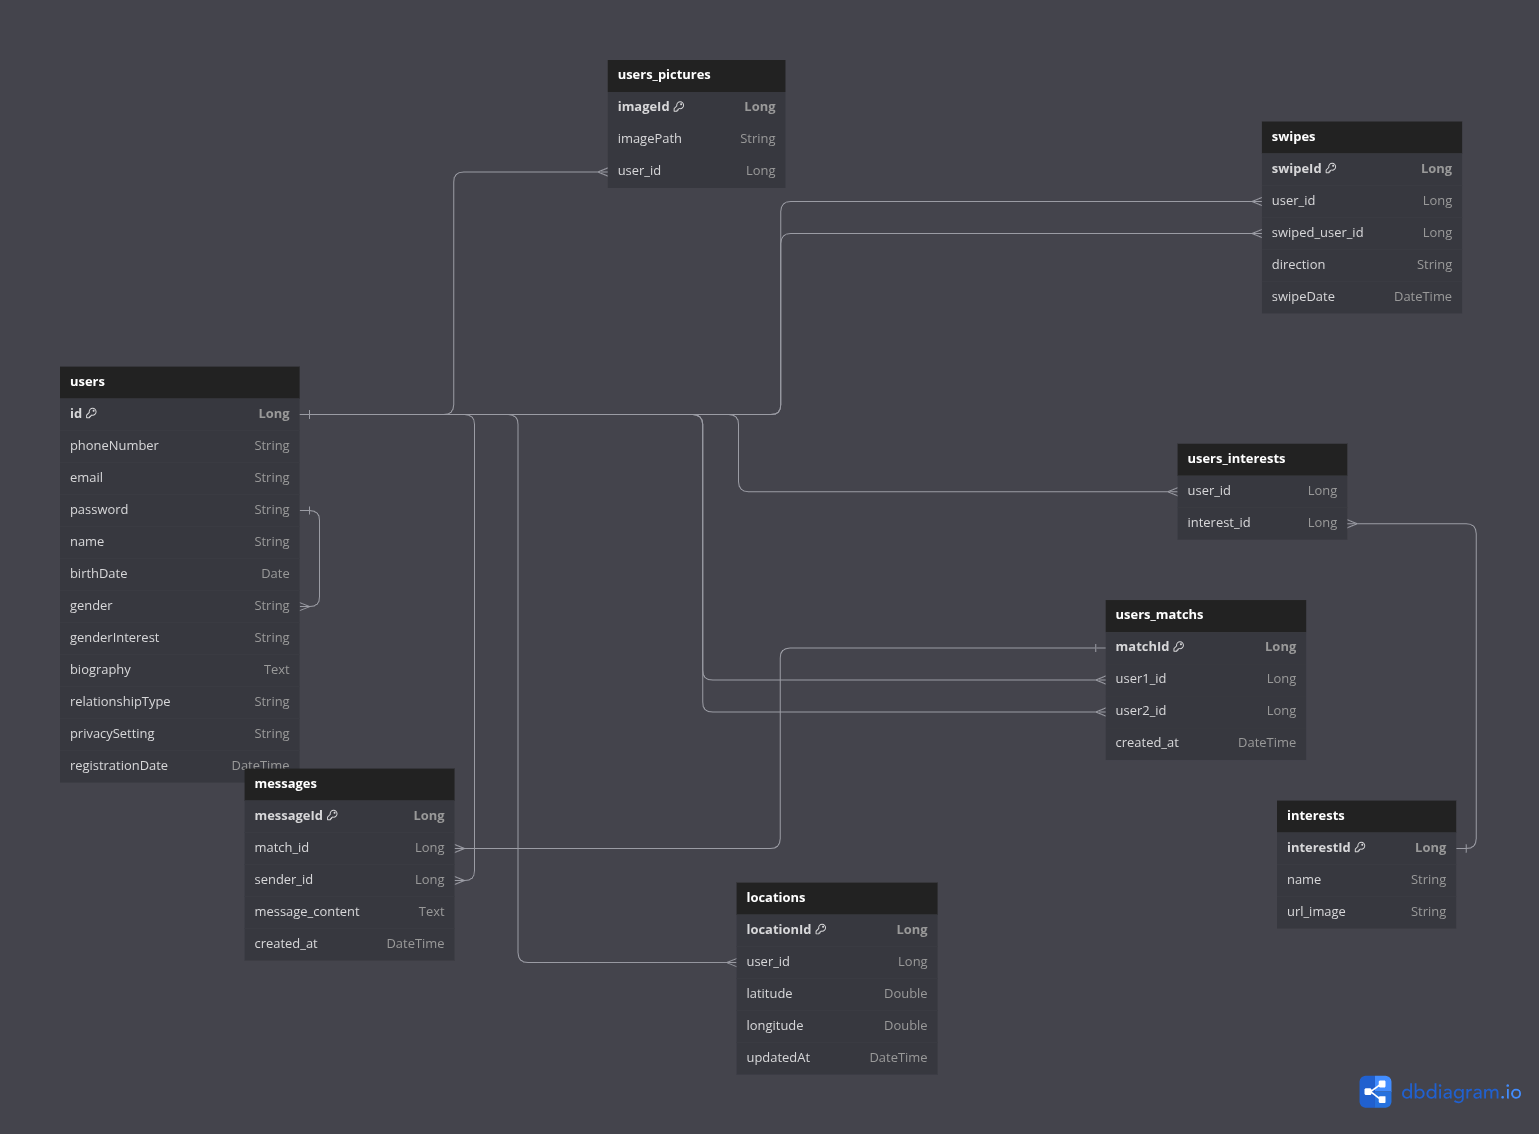 users_pictures
imageId Long
imagePath String
user_id Long
swipes
swipeId Long
user_id Long
swiped_user_id Long
direction String
swipeDate DateTime
users
id Long
phoneNumber String
email String
password String
name String
birthDate Date
gender String
genderInterest String
biography Text
relationshipType String
privacySetting String
registrationDate DateTime
users_interests
user_id Long
interest_id Long
users_matchs
matchId Long
user1_id Long
user2_id Long
created_at DateTime
messages
messageId Long
match_id Long
sender_id Long
message_content Text
created_at DateTime
interests
interestId Long
name String
url_image String
locations
locationId Long
user_id Long
latitude Double
longitude Double
updatedAt DateTime
dbdiagram.io